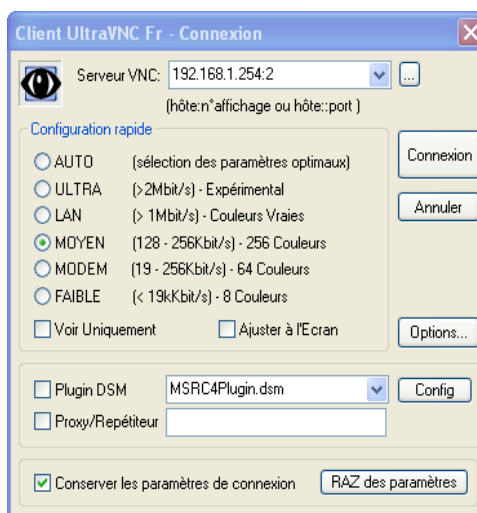 Client UltraVNC Fr - Connexion
Serveur VNC: 192.168.1.254:2 ...
(hôte:n°affichage ou hôte::port )
Configuration rapide
AUTO (sélection des paramètres optimaux)
Connexion
ULTRA (>2Mbit/s) - Expérimental
LAN (> 1Mbit/s) - Couleurs Vraies
Annuler
MOYEN (128 - 256Kbit/s) - 256 Couleurs
MODEM (19 - 256Kbit/s) - 64 Couleurs
FAIBLE (< 19kKbit/s) - 8 Couleurs
Voir Uniquement Ajuster à l'Ecran Options...
Plugin DSM MSRC4Plugin.dsm Config
Proxy/Repétiteur
Conserver les paramètres de connexion RAZ des paramètres